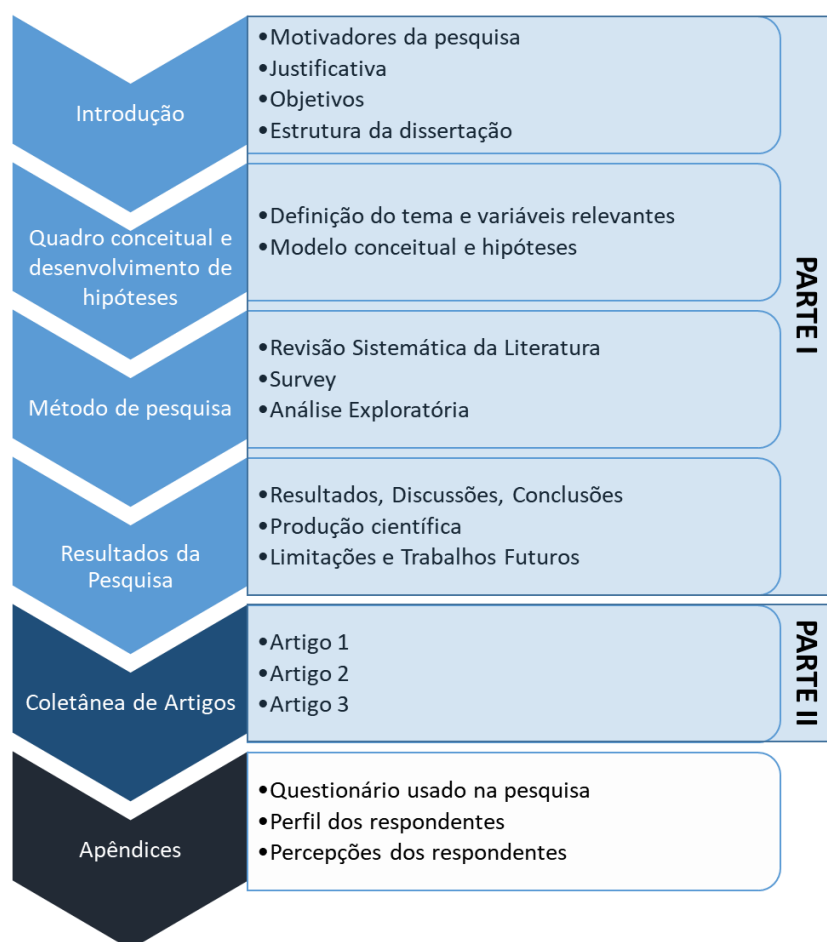 Introdução
•Motivadores da pesquisa
•Justificativa
•Objetivos
•Estrutura da dissertação
Quadro conceitual e
desenvolvimento de
hipóteses
•Definição do tema e variáveis relevantes
•Modelo conceitual e hipóteses
Método de pesquisa
•Revisão Sistemática da Literatura
•Survey
•Análise Exploratória
Resultados da
Pesquisa
•Resultados, Discussões, Conclusões
•Produção científica
•Limitações e Trabalhos Futuros
PARTE I
Coletânea de Artigos
•Artigo 1
•Artigo 2
•Artigo 3
PARTE II
Apêndices
•Questionário usado na pesquisa
•Perfil dos respondentes
•Percepções dos respondentes